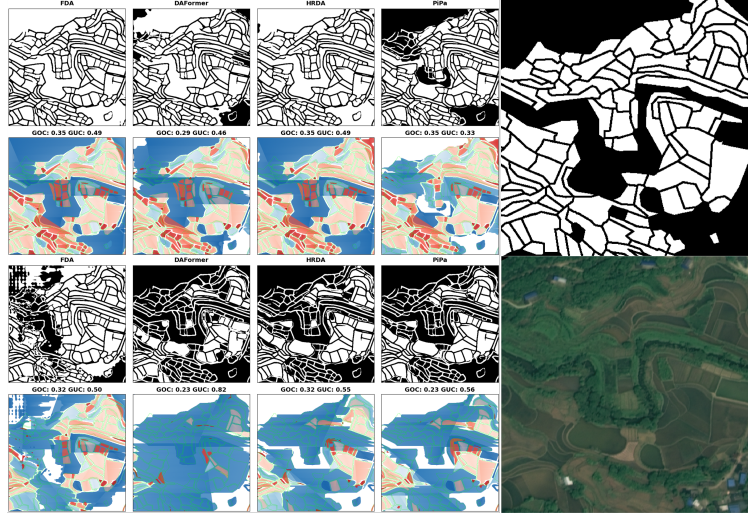 FDA DAFormer HRDA PiPa
GOC: 0.35 GUC: 0.49 GOC: 0.29 GUC: 0.46 GOC: 0.35 GUC: 0.49 GOC: 0.35 GUC: 0.33
FDA DAFormer HRDA PiPa
GOC: 0.32 GUC: 0.50 GOC: 0.23 GUC: 0.82 GOC: 0.32 GUC: 0.55 GOC: 0.23 GUC: 0.56